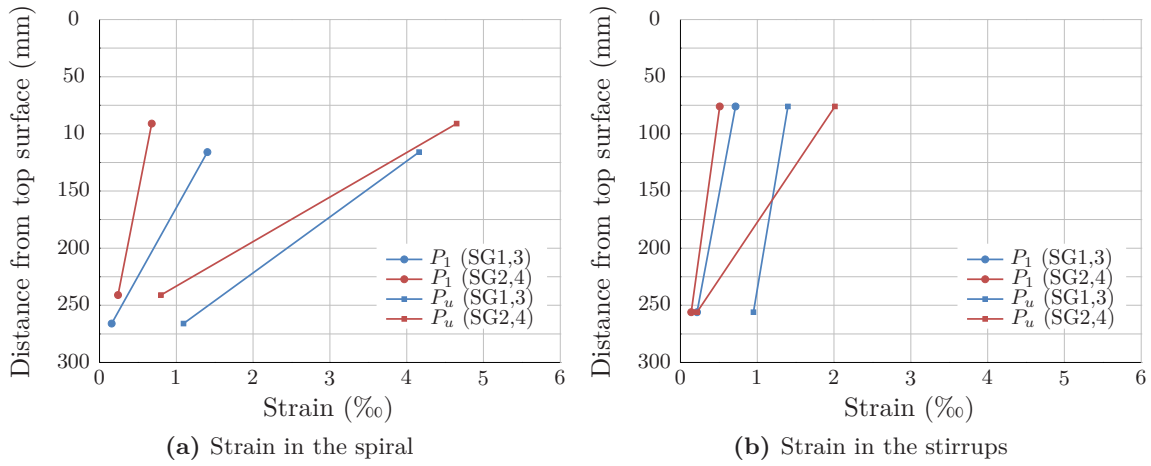 Distance from top surface (mm)
0
50
10
150
200
250
300
P1 (SG1,3)
P1 (SG2,4)
Pu (SG1,3)
Pu (SG2,4)
0 1 2 3 4 5 6
Strain (‰)
(a) Strain in the spiral
Distance from top surface (mm)
0
50
100
150
200
250
300
P1 (SG1,3)
P1 (SG2,4)
Pu (SG1,3)
Pu (SG2,4)
0 1 2 3 4 5 6
Strain (‰)
(b) Strain in the stirrups